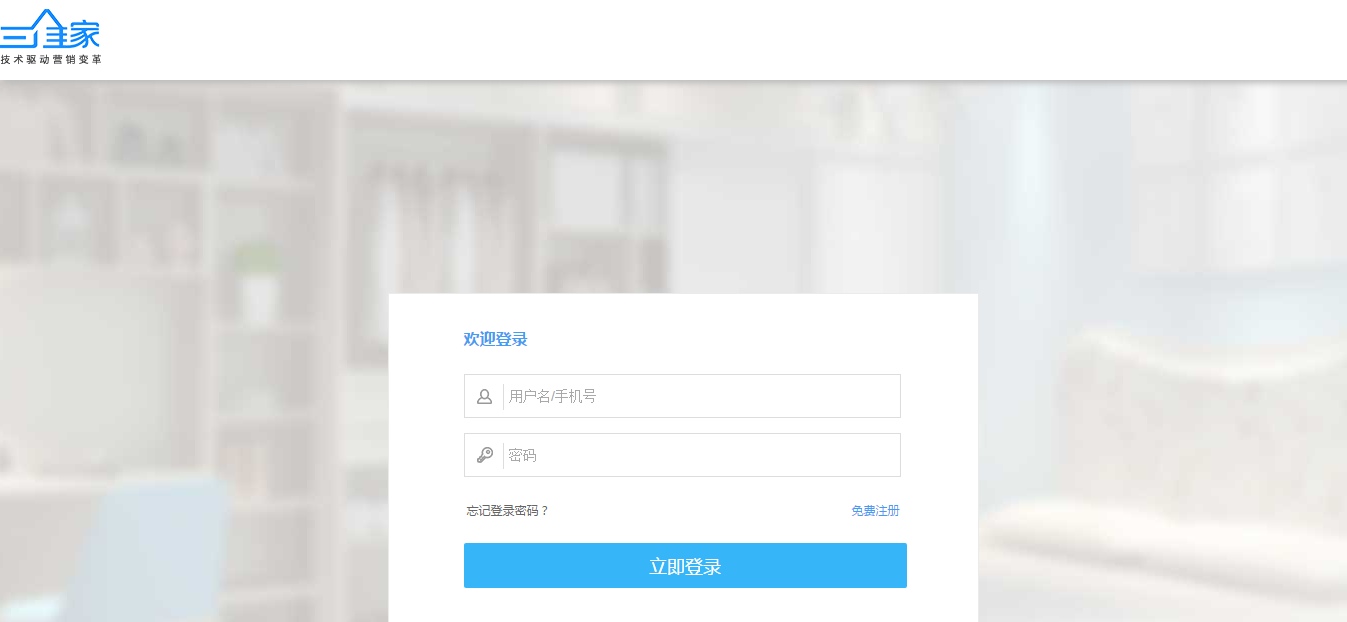 三维家
技术驱动营销变革
欢迎登录
用户名/手机号
密码
忘记登录密码？
免费注册
立即登录